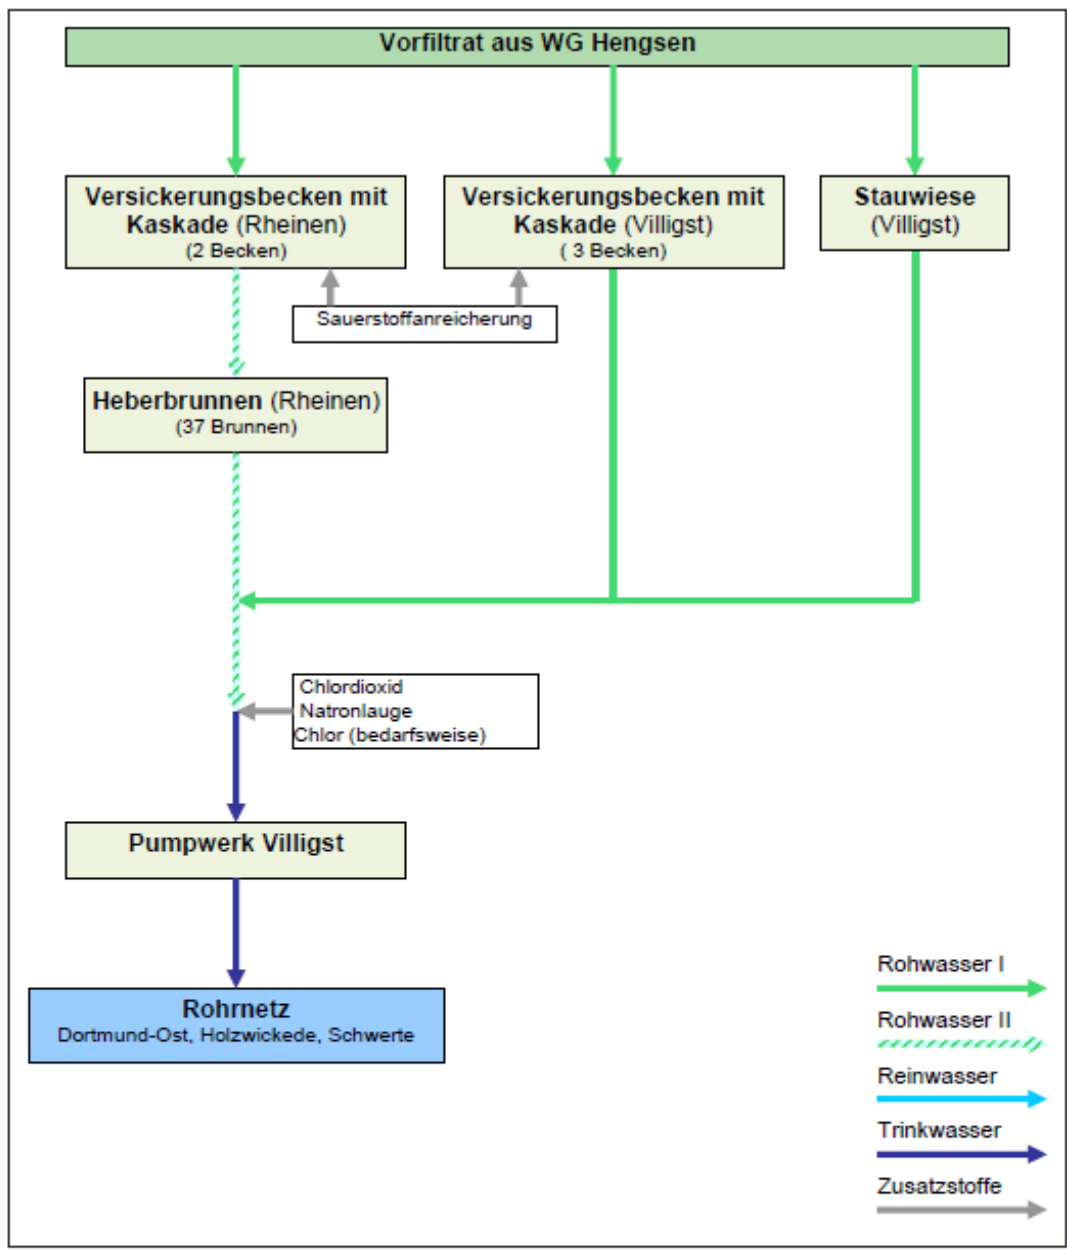 Vorfiltrat aus WG Hengsen
Versickerungsbecken mit
Kaskade (Rheinen)
(2 Becken)
Versickerungsbecken mit
Kaskade (Villigst)
( 3 Becken)
Stauwiese
(Villigst)
Sauerstoffanreicherung
Heberbrunnen (Rheinen)
(37 Brunnen)
Chlordioxid
Natronlauge
Chlor (bedarfsweise)
Pumpwerk Villigst
Rohrnetz
Dortmund-Ost, Holzwickede, Schwerte
Rohwasser I
Rohwasser II
Reinwasser
Trinkwasser
Zusatzstoffe